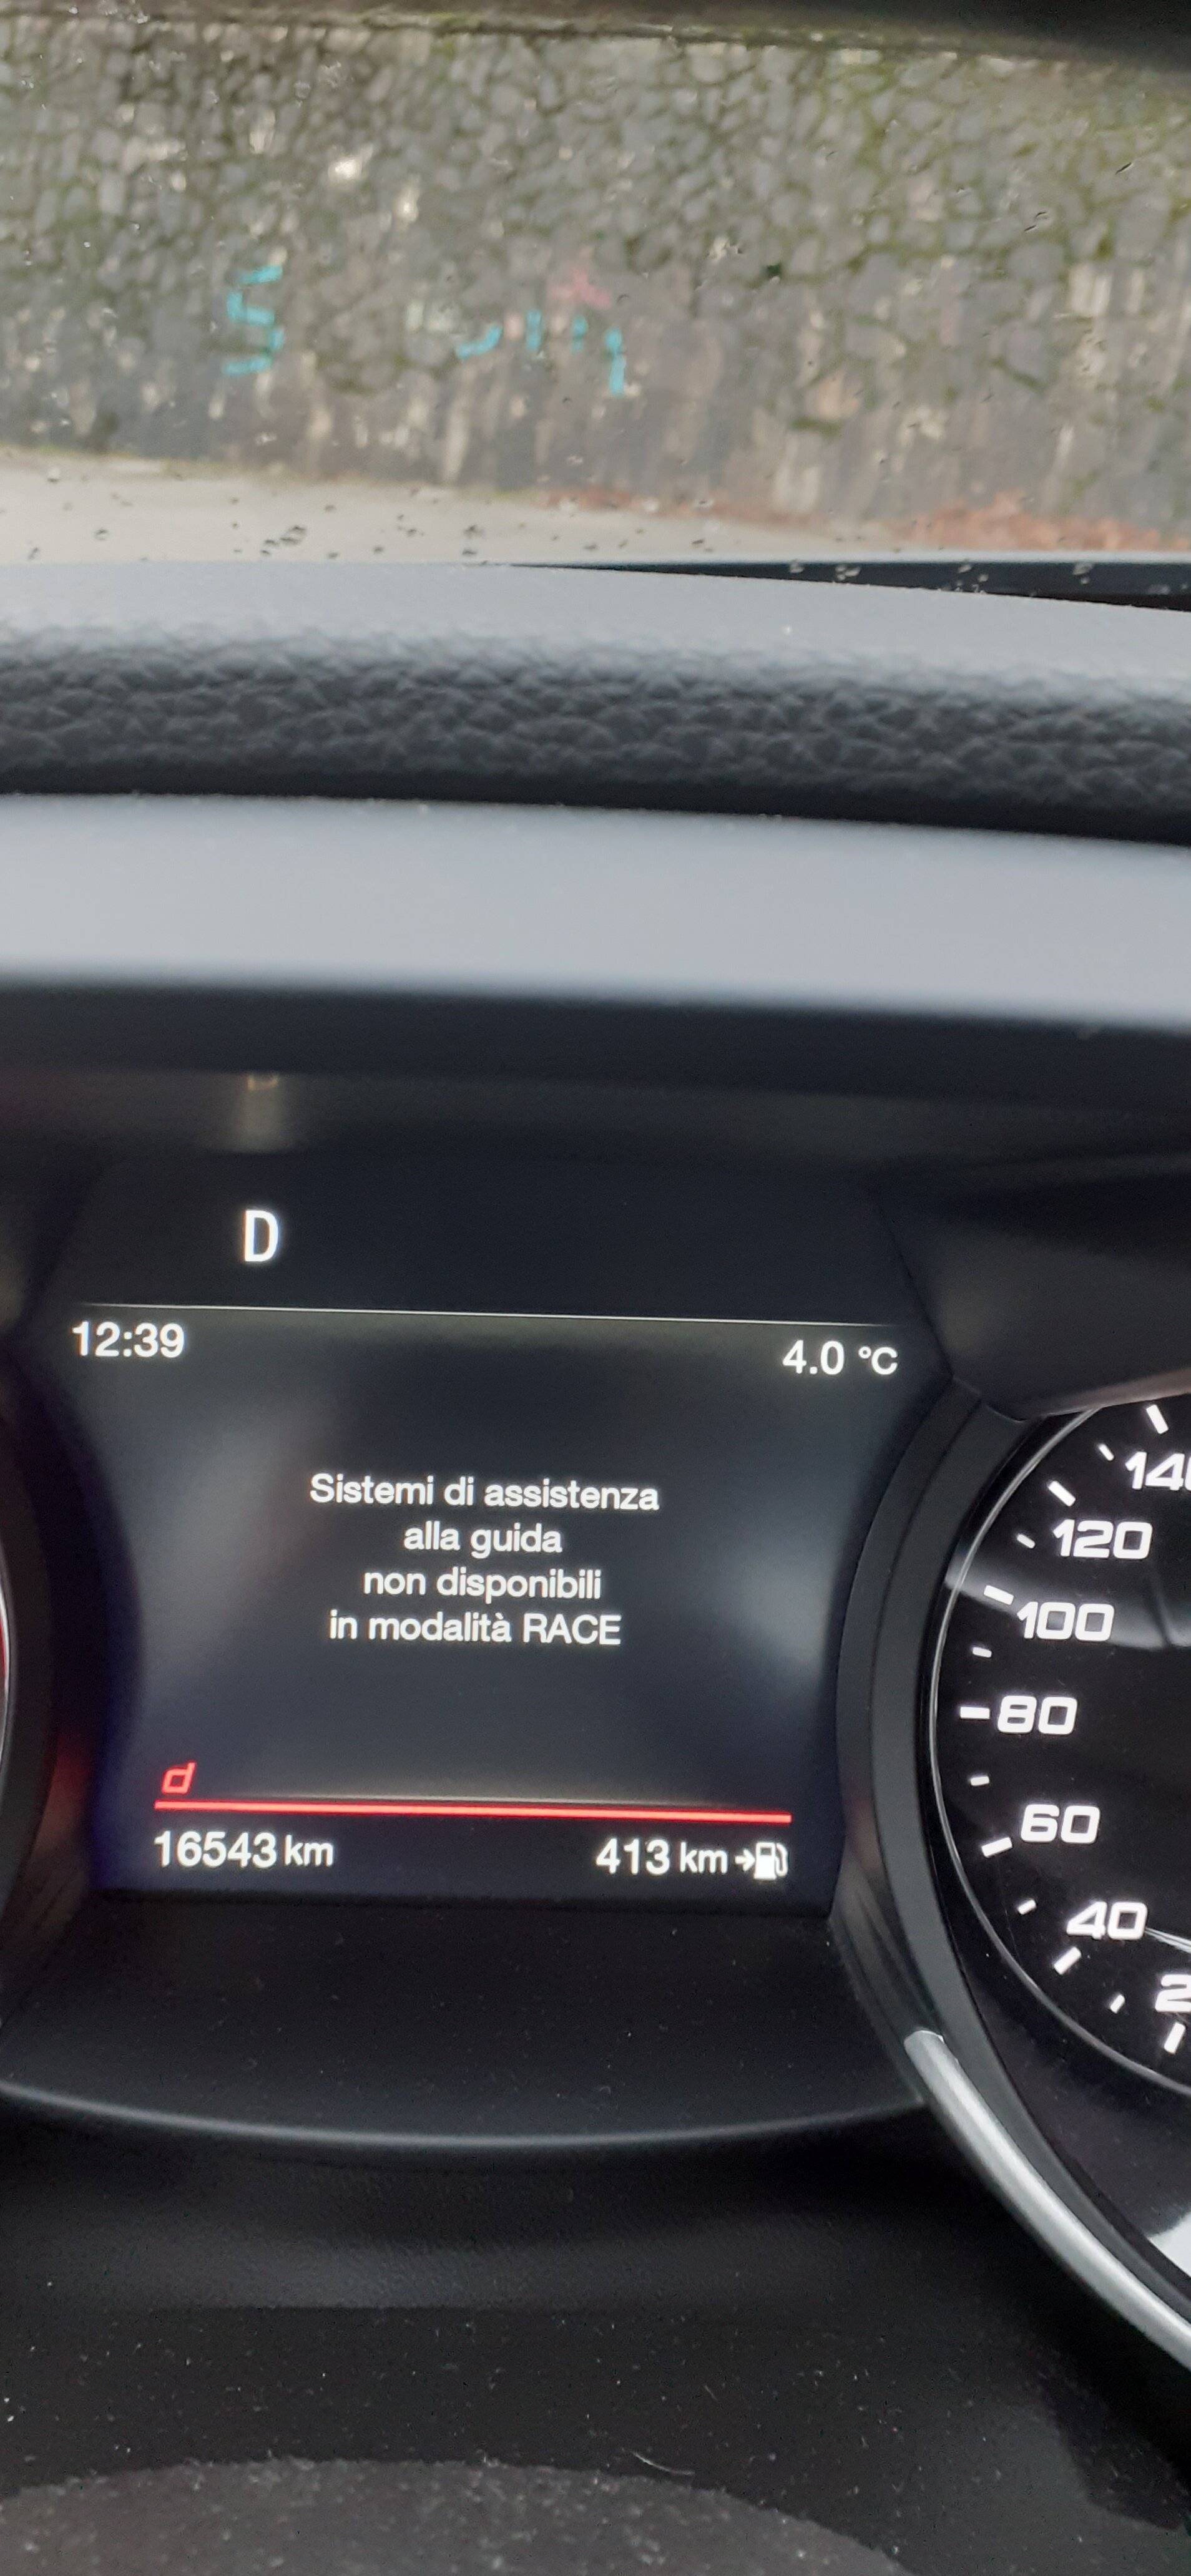 D
12:39 4.0 °C
Sistemi di assistenza
alla guida
non disponibili
in modalità RACE
d
16543 km 413 km
120
100
80
60
40